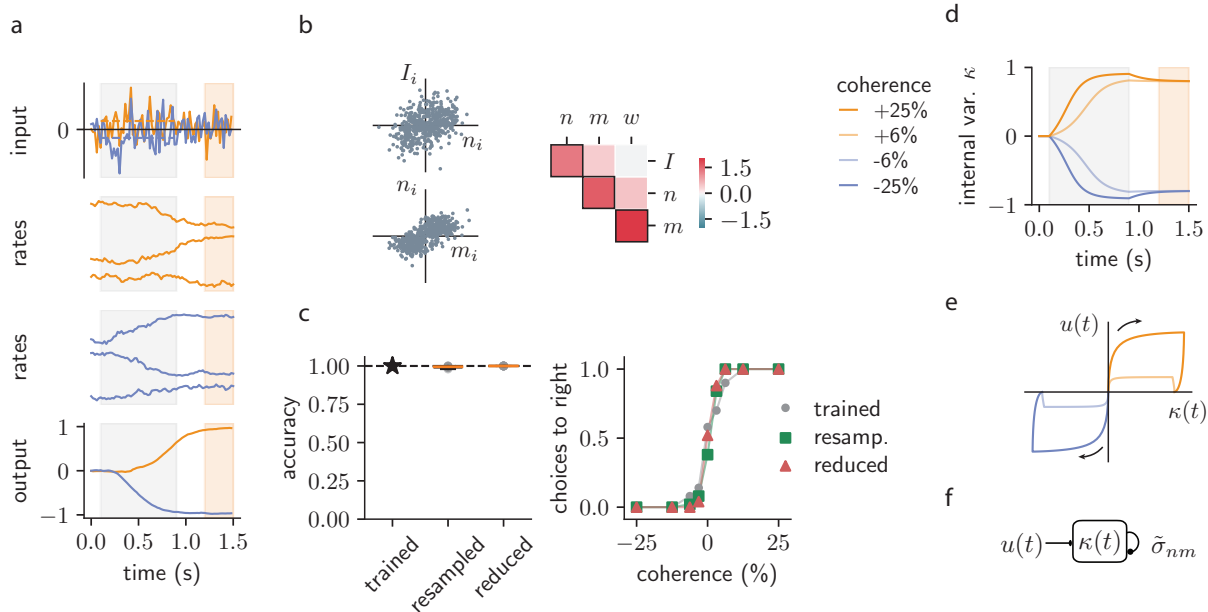 a
input
0
rates
rates
output
1
0
−1
0.0 0.5 1.0 1.5
time (s)
b
I_i
n_i
n_i
m_i
n m w
I
n
m
1.5
0.0
−1.5
coherence
+25%
+6%
-6%
-25%
c
accuracy
1.00
0.75
0.50
0.25
0.00
trained
resampled
reduced
choices to right
1.0
0.5
0.0
−25 0 25
coherence (%)
trained
resamp.
reduced
d
internal var. κ
1
0
−1
0.0 0.5 1.0 1.5
time (s)
e
u(t)
κ(t)
f
u(t) κ(t) σ̃_nm